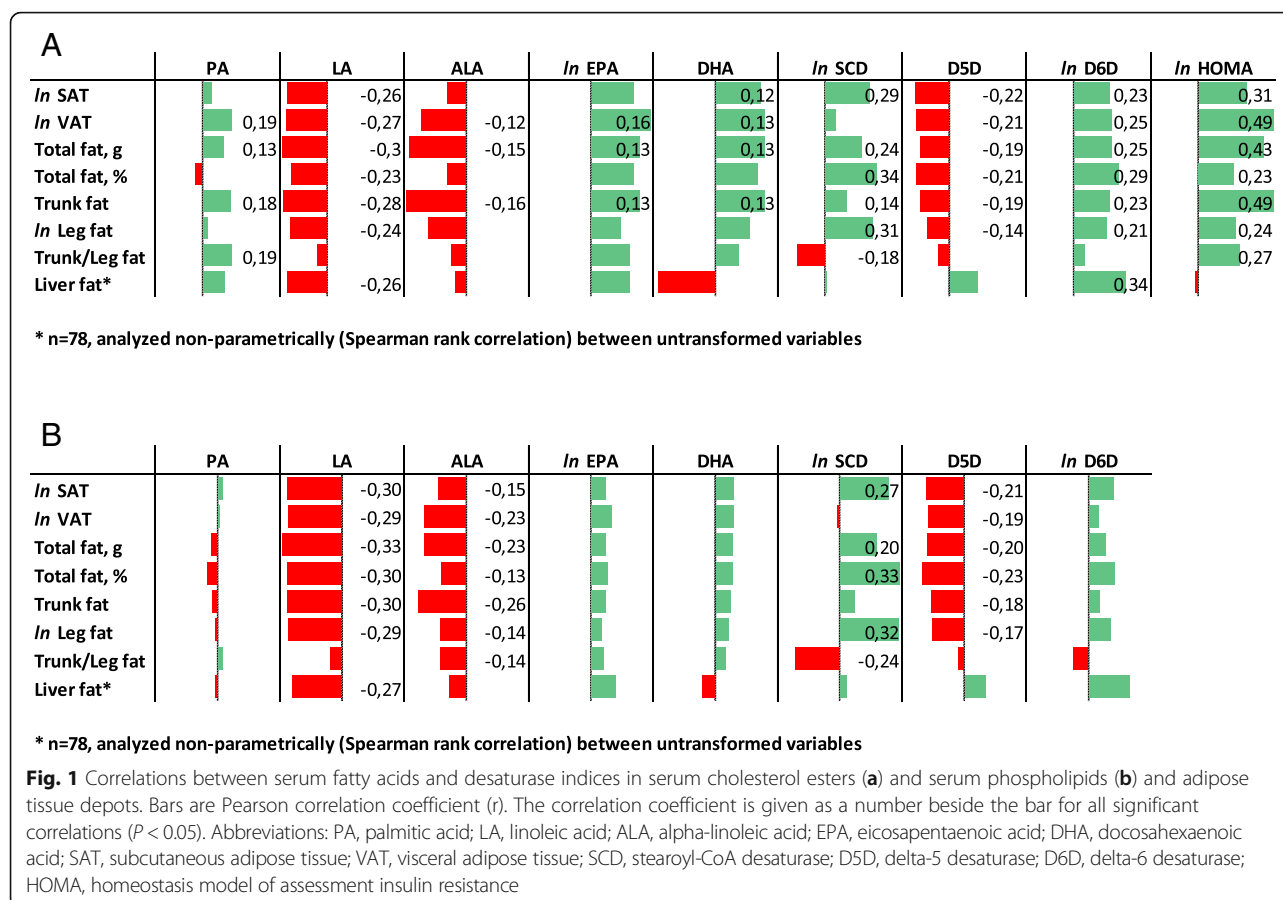 A
PA LA ALA ln EPA DHA ln SCD D5D ln D6D ln HOMA
ln SAT -0,26 0,12 0,29 -0,22 0,23 0,31
ln VAT 0,19 -0,27 -0,12 0,16 0,13 -0,21 0,25 0,49
Total fat, g 0,13 -0,3 -0,15 0,13 0,13 0,24 -0,19 0,25 0,43
Total fat, % -0,23 0,34 -0,21 0,29 0,23
Trunk fat 0,18 -0,28 -0,16 0,13 0,13 0,14 -0,19 0,23 0,49
ln Leg fat -0,24 0,31 -0,14 0,21 0,24
Trunk/Leg fat 0,19 -0,18 0,27
Liver fat* -0,26 0,34
* n=78, analyzed non-parametrically (Spearman rank correlation) between untransformed variables
B
PA LA ALA ln EPA DHA ln SCD D5D ln D6D
ln SAT -0,30 -0,15 0,27 -0,21
ln VAT -0,29 -0,23 -0,19
Total fat, g -0,33 -0,23 0,20 -0,20
Total fat, % -0,30 -0,13 0,33 -0,23
Trunk fat -0,30 -0,26 -0,18
ln Leg fat -0,29 -0,14 0,32 -0,17
Trunk/Leg fat -0,14 -0,24
Liver fat* -0,27
* n=78, analyzed non-parametrically (Spearman rank correlation) between untransformed variables
Fig. 1 Correlations between serum fatty acids and desaturase indices in serum cholesterol esters (a) and serum phospholipids (b) and adipose
tissue depots. Bars are Pearson correlation coefficient (r). The correlation coefficient is given as a number beside the bar for all significant
correlations (P < 0.05). Abbreviations: PA, palmitic acid; LA, linoleic acid; ALA, alpha-linoleic acid; EPA, eicosapentaenoic acid; DHA, docosahexaenoic
acid; SAT, subcutaneous adipose tissue; VAT, visceral adipose tissue; SCD, stearoyl-CoA desaturase; D5D, delta-5 desaturase; D6D, delta-6 desaturase;
HOMA, homeostasis model of assessment insulin resistance